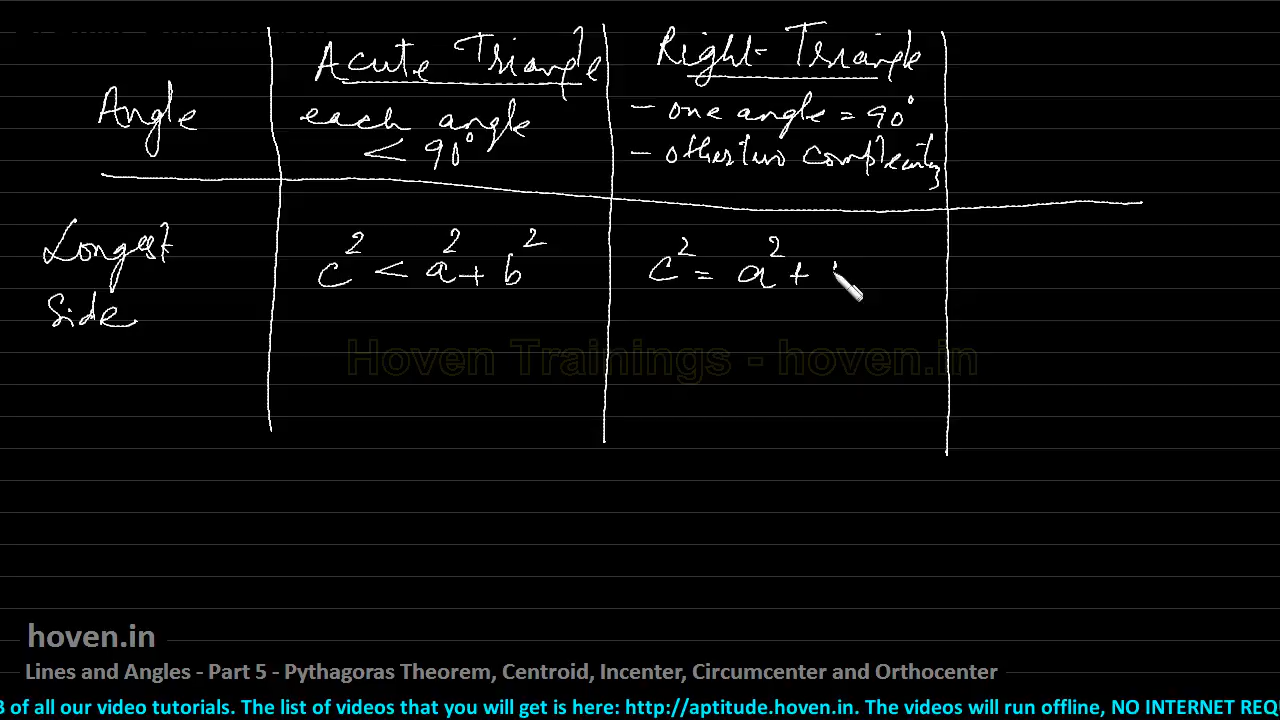 Acute Triangle
Right Triangle
Angle
each angle
< 90°
- one angle = 90°
- other two
Longest
Side
c² < a² + b²
c² = a² +
Hoven Trainings - hoven.in
hoven.in
Lines and Angles - Part 5 - Pythagoras Theorem, Centroid, Incenter, Circumcenter and Orthocenter
of all our video tutorials. The list of videos that you will get is here: http://aptitude.hoven.in. The videos will run offline, NO INTERNET REQ